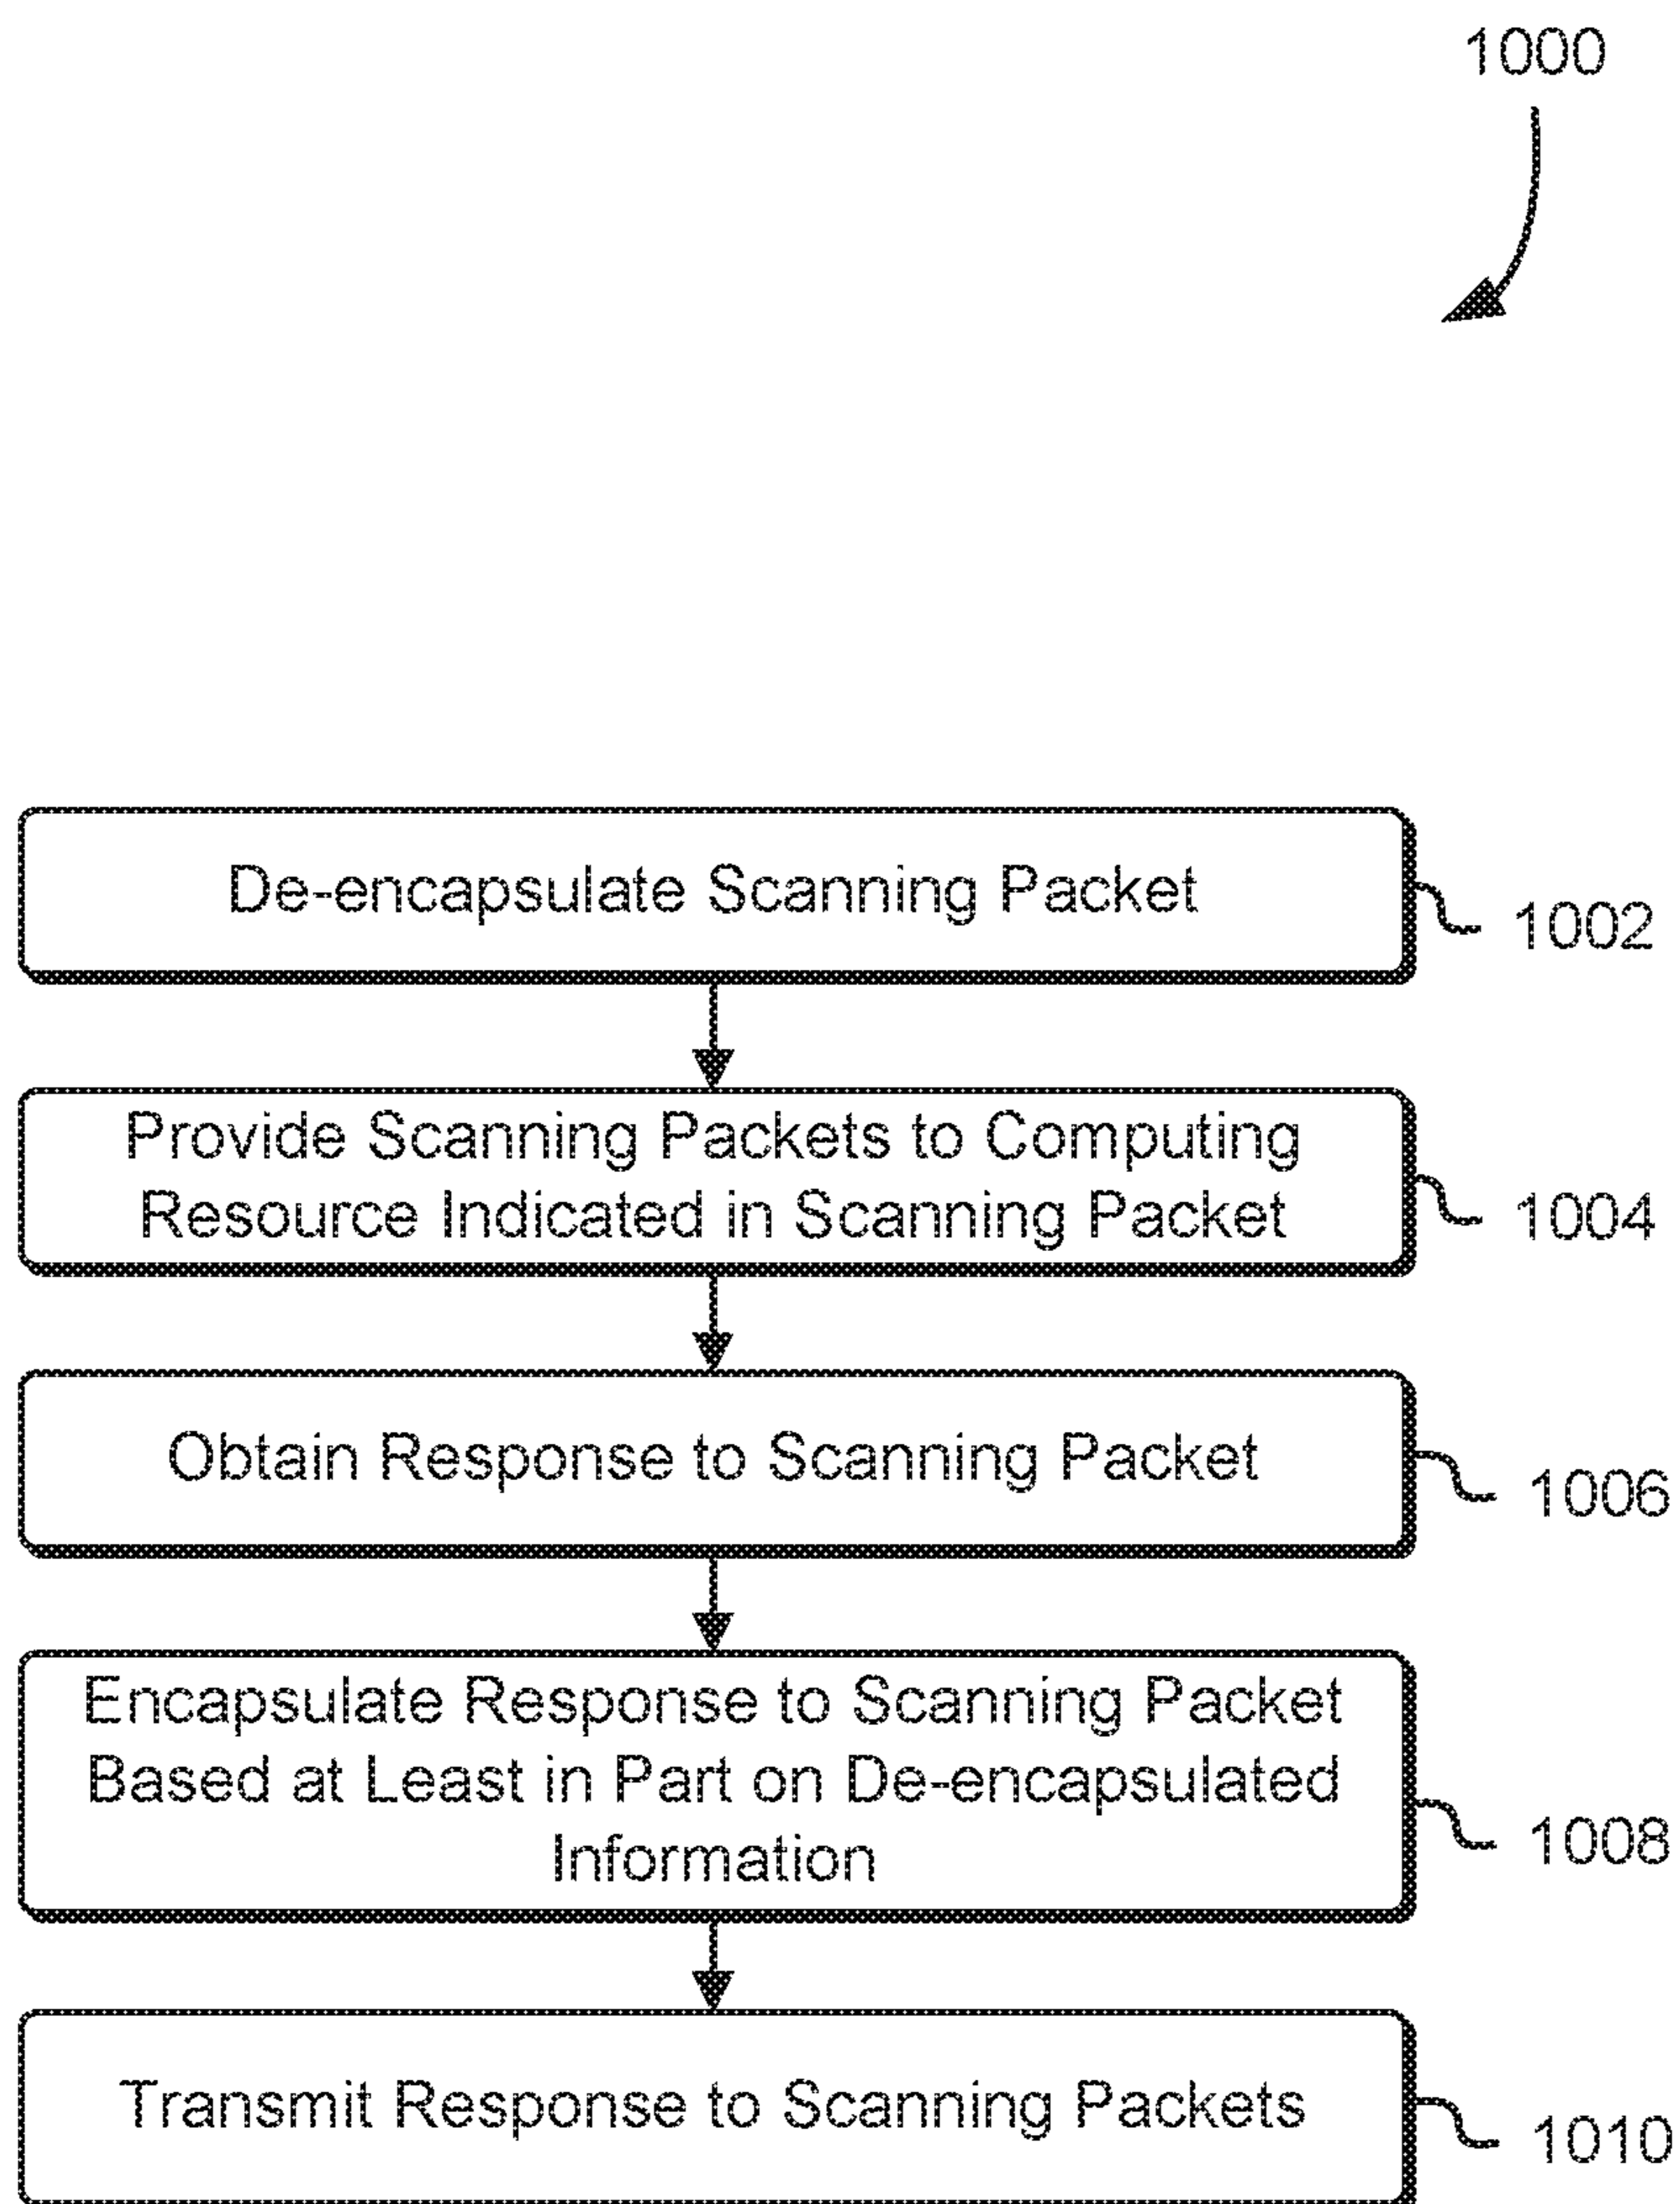 1000
De-encapsulate Scanning Packet
1002
Provide Scanning Packets to Computing
Resource Indicated in Scanning Packet
1004
Obtain Response to Scanning Packet
1006
Encapsulate Response to Scanning Packet
Based at Least in Part on De-encapsulated
Information
1008
Transmit Response to Scanning Packets
1010